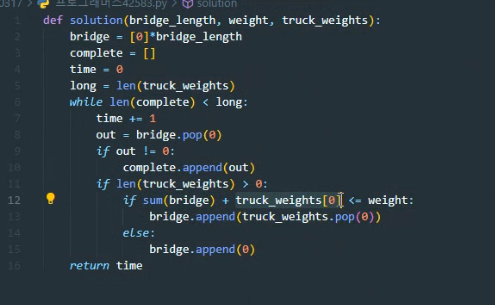 0317 > 프로그래머스42583.py > solution
1 def solution(bridge_length, weight, truck_weights):
2     bridge = [0]*bridge_length
3     complete = []
4     time = 0
5     long = len(truck_weights)
6     while len(complete) < long:
7         time += 1
8         out = bridge.pop(0)
9         if out != 0:
10             complete.append(out)
11         if len(truck_weights) > 0:
12             if sum(bridge) + truck_weights[0] <= weight:
13                 bridge.append(truck_weights.pop(0))
14             else:
15                 bridge.append(0)
16     return time